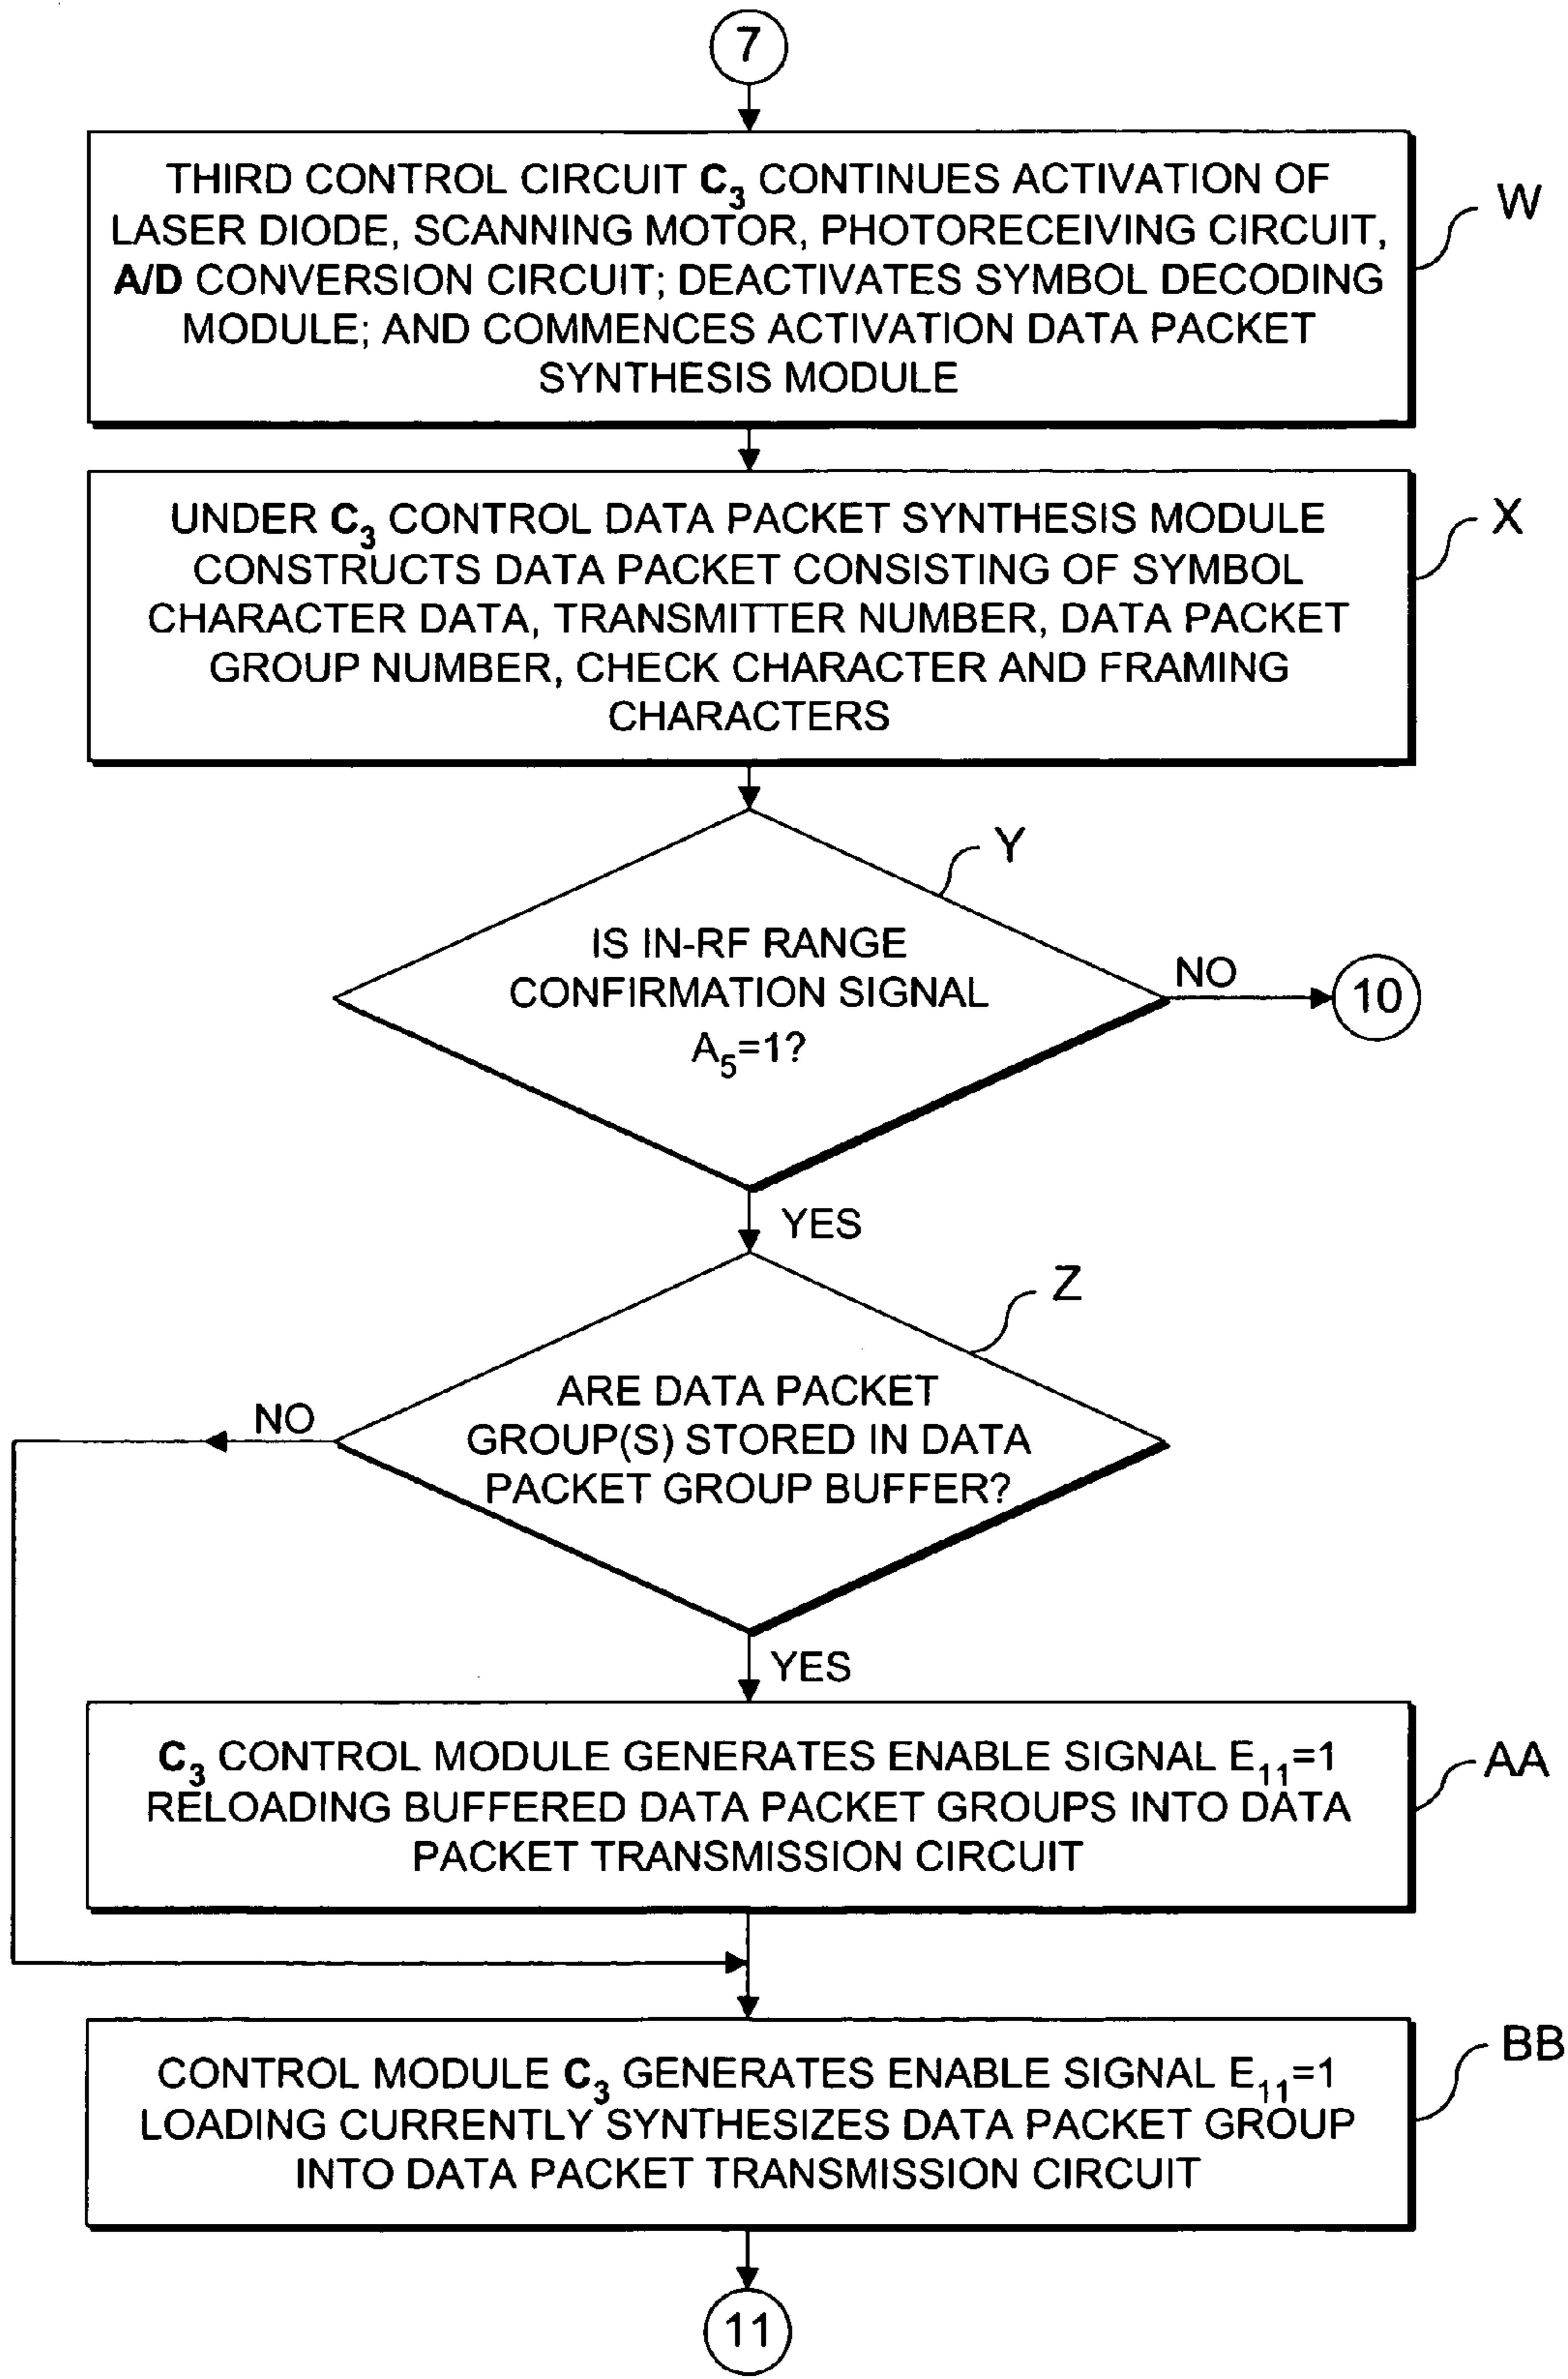 7
THIRD CONTROL CIRCUIT C3 CONTINUES ACTIVATION OF
LASER DIODE, SCANNING MOTOR, PHOTORECEIVING CIRCUIT,
A/D CONVERSION CIRCUIT; DEACTIVATES SYMBOL DECODING
MODULE; AND COMMENCES ACTIVATION DATA PACKET
SYNTHESIS MODULE
W
UNDER C3 CONTROL DATA PACKET SYNTHESIS MODULE
CONSTRUCTS DATA PACKET CONSISTING OF SYMBOL
CHARACTER DATA, TRANSMITTER NUMBER, DATA PACKET
GROUP NUMBER, CHECK CHARACTER AND FRAMING
CHARACTERS
X
Y
IS IN-RF RANGE
CONFIRMATION SIGNAL
A5=1?
NO
10
YES
Z
ARE DATA PACKET
GROUP(S) STORED IN DATA
PACKET GROUP BUFFER?
NO
YES
C3 CONTROL MODULE GENERATES ENABLE SIGNAL E11=1
RELOADING BUFFERED DATA PACKET GROUPS INTO DATA
PACKET TRANSMISSION CIRCUIT
AA
CONTROL MODULE C3 GENERATES ENABLE SIGNAL E11=1
LOADING CURRENTLY SYNTHESIZES DATA PACKET GROUP
INTO DATA PACKET TRANSMISSION CIRCUIT
BB
11